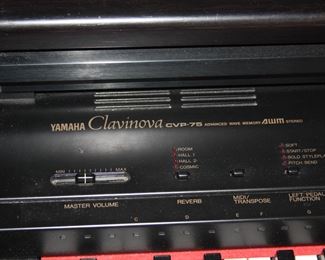 YAMAHA Clavinova CVP-75 ADVANCED WAVE MEMORY AWM STEREO
ROOM
HALL 1
HALL 2
COSMIC
SOFT
START/STOP
PITCH BEND
MIN MAX
MASTER VOLUME
REVERB
MIDI/
TRANSPOSE
LEFT PEDAL
FUNCTION
C D E F G